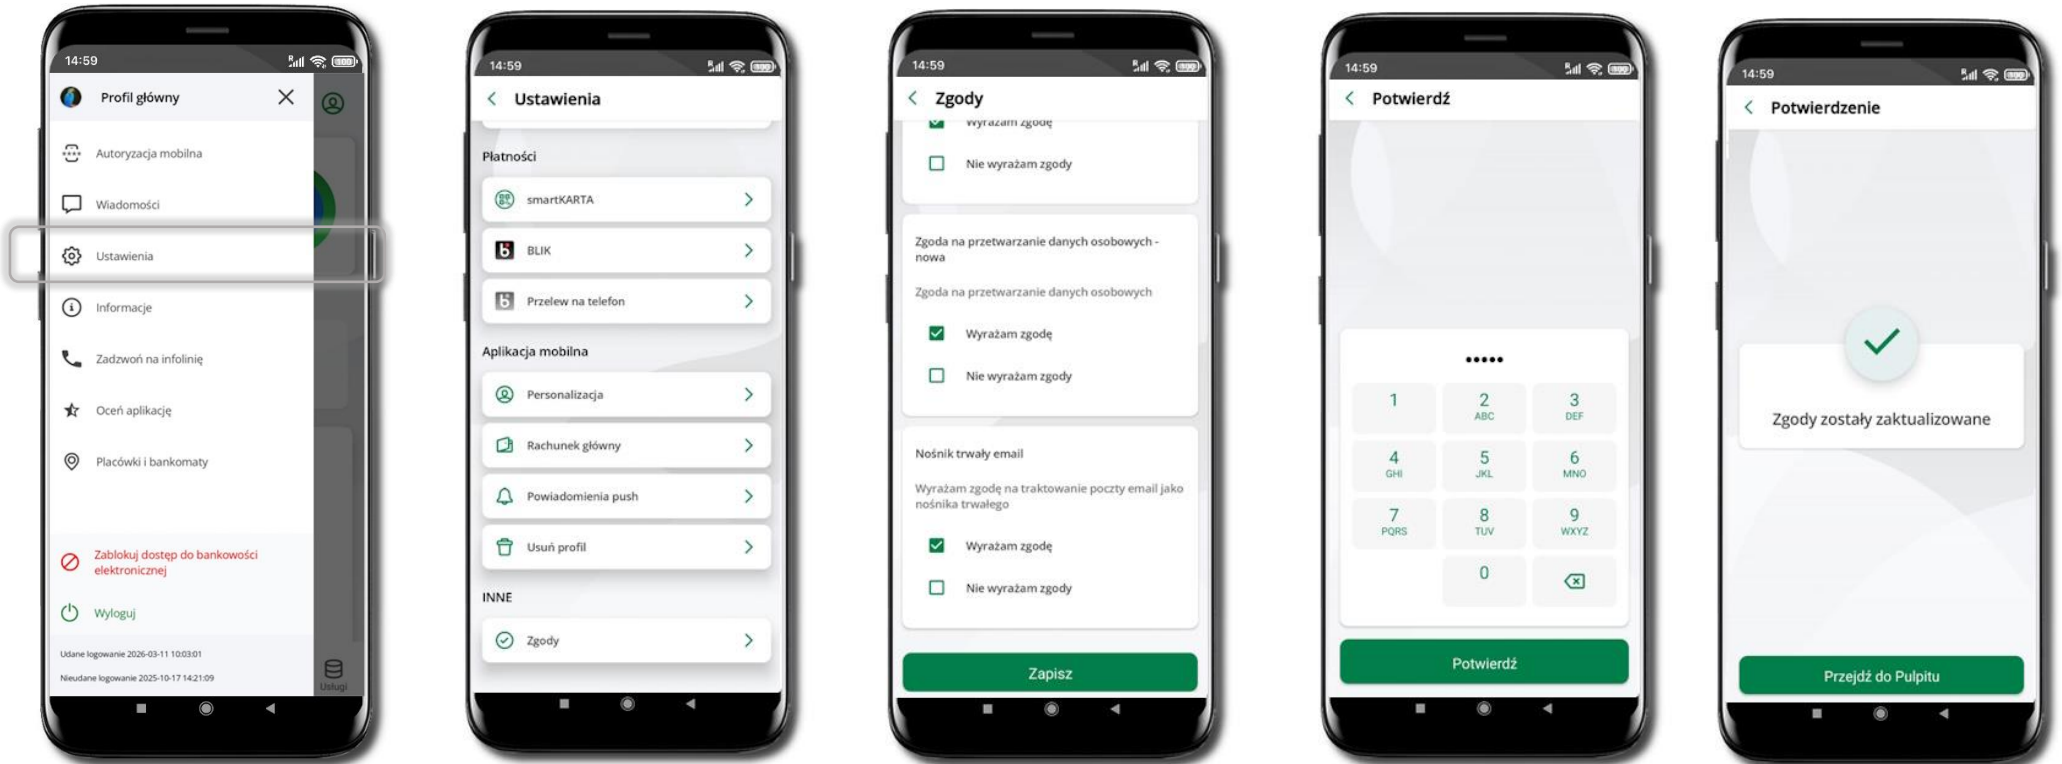 14:59
Profil główny
Autoryzacja mobilna
Wiadomości
Ustawienia
Informacje
Zadzwoń na infolinię
Oceń aplikację
Placówki i bankomaty
Zablokuj dostęp do bankowości
elektronicznej
Wyloguj
Udane logowanie 2026-03-11 10:03:01
Nieudane logowanie 2025-10-17 14:21:09
Usługi
14:59
Ustawienia
Płatności
smartKARTA
BLIK
Przelew na telefon
Aplikacja mobilna
Personalizacja
Rachunek główny
Powiadomienia push
Usuń profil
INNE
Zgody
14:59
Zgody
Wyrażam zgodę
Nie wyrażam zgody
Zgoda na przetwarzanie danych osobowych -
nowa
Zgoda na przetwarzanie danych osobowych
Wyrażam zgodę
Nie wyrażam zgody
Nośnik trwały email
Wyrażam zgodę na traktowanie poczty email jako
nośnika trwałego
Wyrażam zgodę
Nie wyrażam zgody
Zapisz
14:59
Potwierdź
1 2 3
ABC DEF
4 5 6
GHI JKL MNO
7 8 9
PQRS TUV WXYZ
0
Potwierdź
14:59
Potwierdzenie
Zgody zostały zaktualizowane
Przejdź do Pulpitu